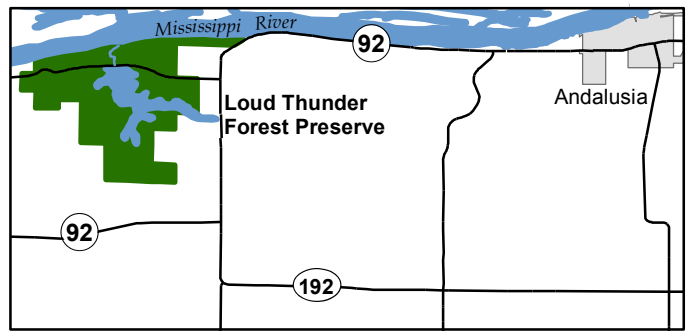 Mississippi River
92
Andalusia
Loud Thunder
Forest Preserve
92
192